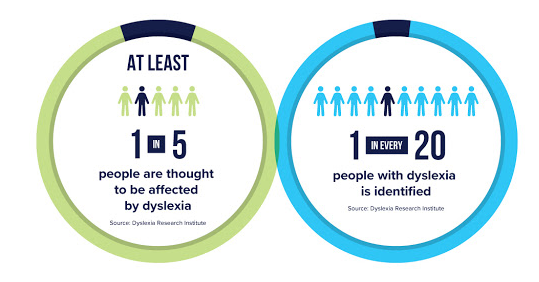 AT LEAST
1 IN 5
people are thought
to be affected
by dyslexia
Source: Dyslexia Research Institute
1 IN EVERY 20
people with dyslexia
is identified
Source: Dyslexia Research Institute